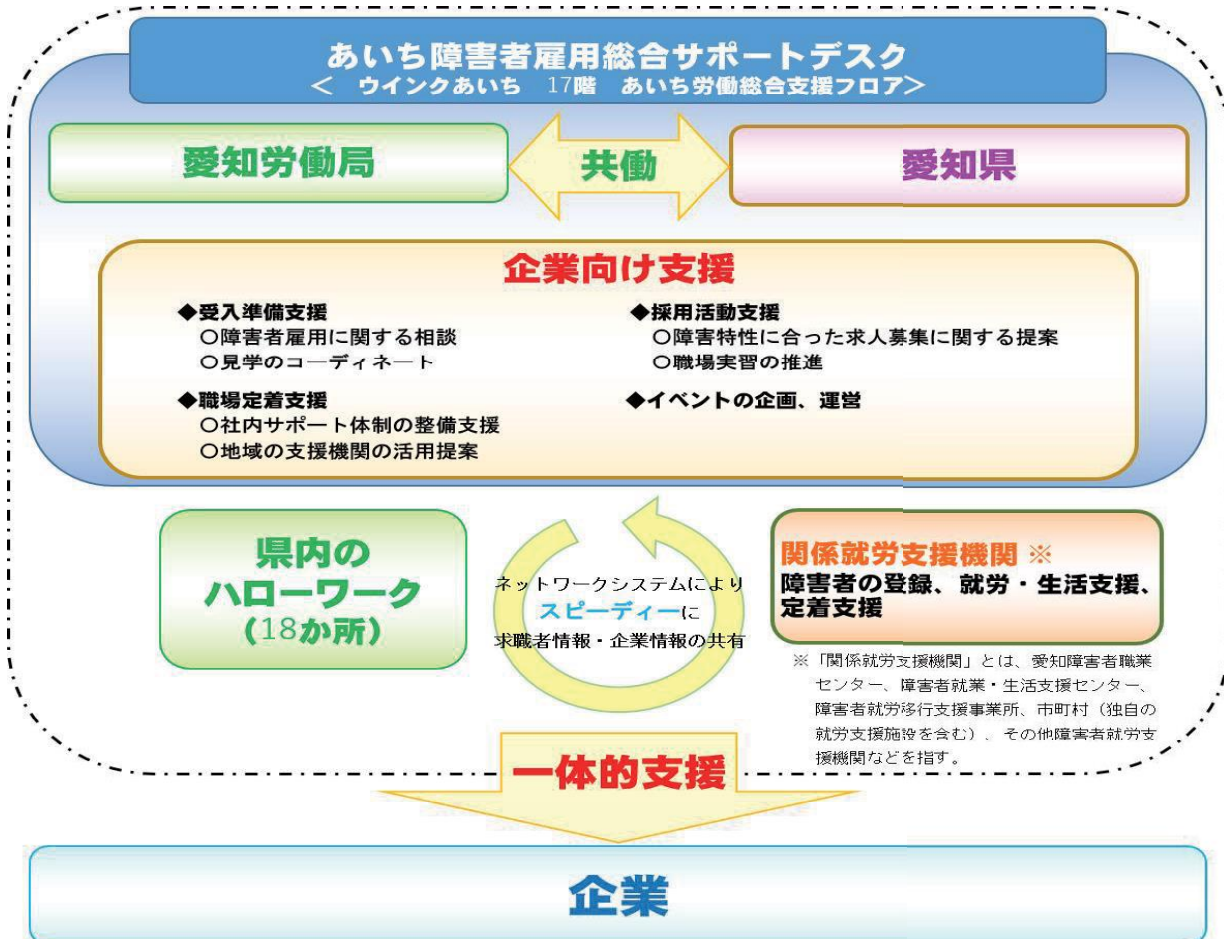 あいち障害者雇用総合サポートデスク
＜　ウインクあいち　17階　あいち労働総合支援フロア＞
愛知労働局
共働
愛知県
企業向け支援
◆受入準備支援
○障害者雇用に関する相談
○見学のコーディネート
◆職場定着支援
○社内サポート体制の整備支援
○地域の支援機関の活用提案
◆採用活動支援
○障害特性に合った求人募集に関する提案
○職場実習の推進
◆イベントの企画、運営
県内の
ハローワーク
（18か所）
ネットワークシステムにより
スピーディーに
求職者情報・企業情報の共有
関係就労支援機関 ※
障害者の登録、就労・生活支援、
定着支援
※「関係就労支援機関」とは、愛知障害者職業
センター、障害者就業・生活支援センター、
障害者就労移行支援事業所、市町村（独自の
就労支援施設を含む）、その他障害者就労支
援機関などを指す。
一体的支援
企業